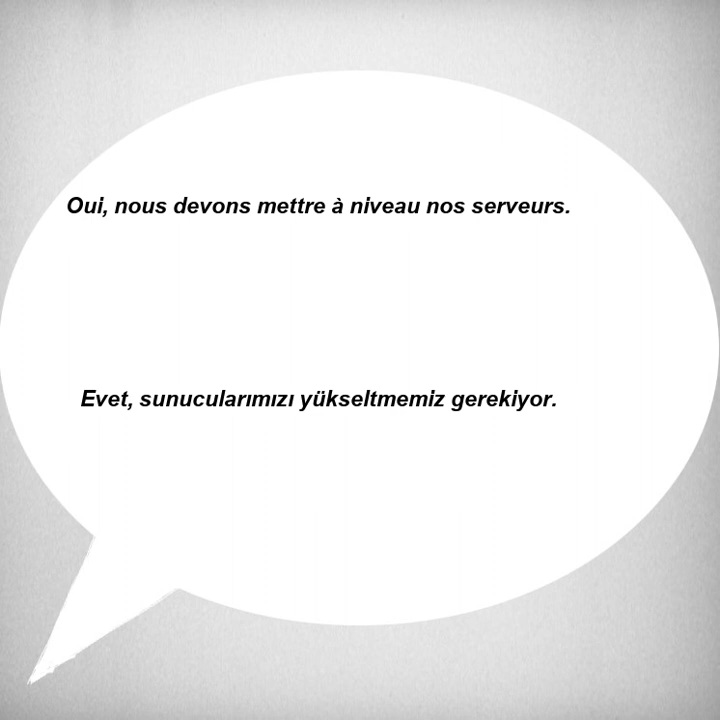 Oui, nous devons mettre à niveau nos serveurs.
Evet, sunucularımızı yükseltmemiz gerekiyor.